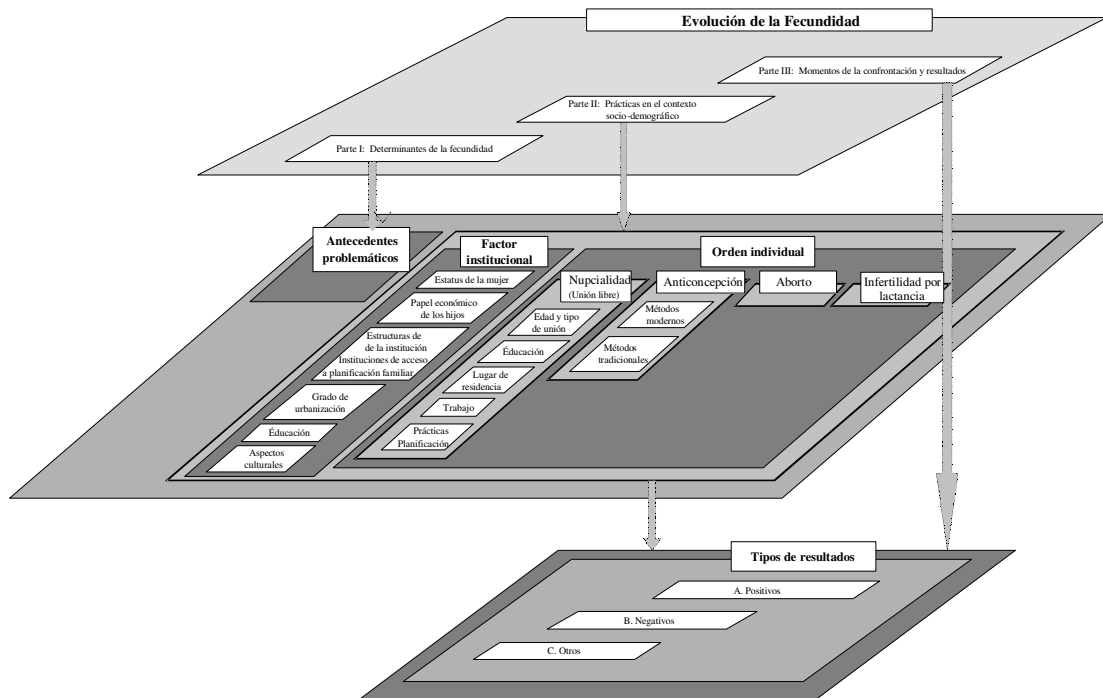 Evolución de la Fecundidad
Parte III: Momentos de la confrontación y resultados
Parte II: Prácticas en el contexto
socio-demográfico
Parte I: Determinantes de la fecundidad
Antecedentes
problemáticos
Factor
institucional
Estatus de la mujer
Papel económico
de los hijos
Estructuras de
de la institución
Instituciones de acceso
a planificación familiar
Grado de
urbanización
Éducación
Aspectos
culturales
Orden individual
Nupcialidad
(Unión libre)
Edad y tipo
de unión
Éducación
Lugar de
residencia
Trabajo
Prácticas
Planificación
Anticoncepción
Métodos
modernos
Métodos
tradicionales
Aborto
Infertilidad por
lactancia
Tipos de resultados
A. Positivos
B. Negativos
C. Otros